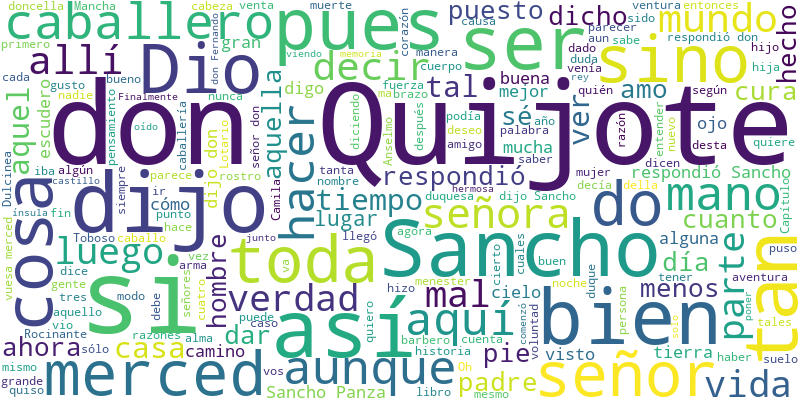 doncella
Mancha
cabeza
venta
muerte
causa
sido
ventura
entonces
caballero
pues
puesto
dicho
mundo
primero
gran
viendo
memoria
don Fernando
corazón
manera
cuerpo
parecer
aun
sabe
respondió don
hijo
allí
Dio
decir
ser
sino
hecho
cada
bueno
gusto
nadie
Finalmente
nunca
digo
fuerza
brazo
buena
mejor
tal
dado
venía
duda
rey
quién
hija
según
cura
escudero
aquel
don Quijote
pensamiento
oído
caballería
dijo don
Lotario
señor don
aquella
diciendo
Anselmo
ma
después
podía
deseo
amigo
año
palabra
saber
mucha
sé
ver
amo
ojo
razón
entender
nuevo
desta
dicen
quiere
Dulcinea
iba
algún
castillo
siempre
parece
rostro
tanta
nombre
hermosa
respondió
mujer
decía
della
respondió Sancho
Capítulo
cosa
dijo
hacer
tiempo
señora
do
mano
cuanto
ínsula
fin
Toboso
cómo
ir
punto
hace
caballo
lugar
Camila
duquesa
dijo Sancho
llegó
agora
junto
vuesa merced
luego
toda
Sancho
alguna
día
parte
tan
puso
dice
gente
aquello
tres
vio
modo
vez
arma
señores
cuatro
debe
hombre
va
si
así
verdad
aquí
mal
menester
cierto
cuales
buen
duque
cielo
noche
persona
tener
menos
poner
aventura
tales
Rocinante
razones
alma
puede
caso
quiero
hizo
barbero
cuenta
historia
comenzó
voluntad
bien
ahora
sólo
casa
camino
dar
pie
visto
tierra
haber
suelo
solo
mismo
grande
quiso
merced
vos
aunque
Sancho Panza
libro
Oh
padre
mesmo
señor
vida